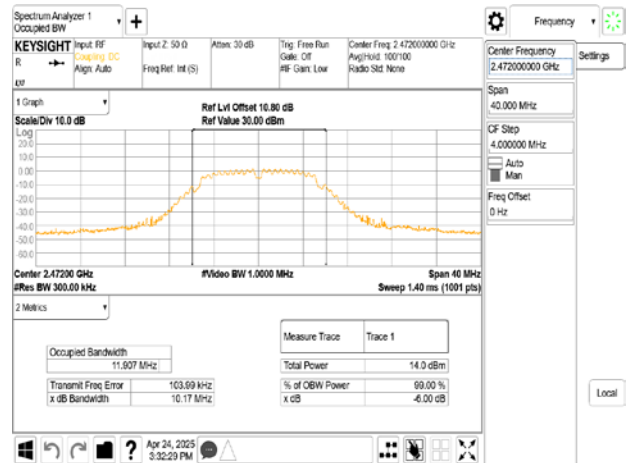 Spectrum Analyzer 1
Occupied BW
Frequency
KEYSIGHT
R
Input: RF
Coupling: DC
Align: Auto
Input Z: 50 Ω
Freq Ref: Int (S)
Atten: 30 dB
Trig: Free Run
Gate: Off
#IF Gain: Low
Center Freq: 2.472000000 GHz
Avg|Hold: 100/100
Radio Std: None
1 Graph
Scale/Div 10.0 dB
Ref Lvl Offset 10.80 dB
Ref Value 30.00 dBm
Log
20.0
10.0
0.00
-10.0
-20.0
-30.0
-40.0
-50.0
-60.0
Center 2.47200 GHz
#Res BW 300.00 kHz
#Video BW 1.0000 MHz
Span 40 MHz
Sweep 1.40 ms (1001 pts)
2 Metrics
Measure Trace
Trace 1
Occupied Bandwidth
11.907 MHz
Total Power
14.0 dBm
Transmit Freq Error
103.99 kHz
% of OBW Power
99.00 %
x dB Bandwidth
10.17 MHz
x dB
-6.00 dB
Center Frequency
2.472000000 GHz
Settings
Span
40.000 MHz
CF Step
4.000000 MHz
Auto
Man
Freq Offset
0 Hz
Local
?
Apr 24, 2025
3:32:29 PM